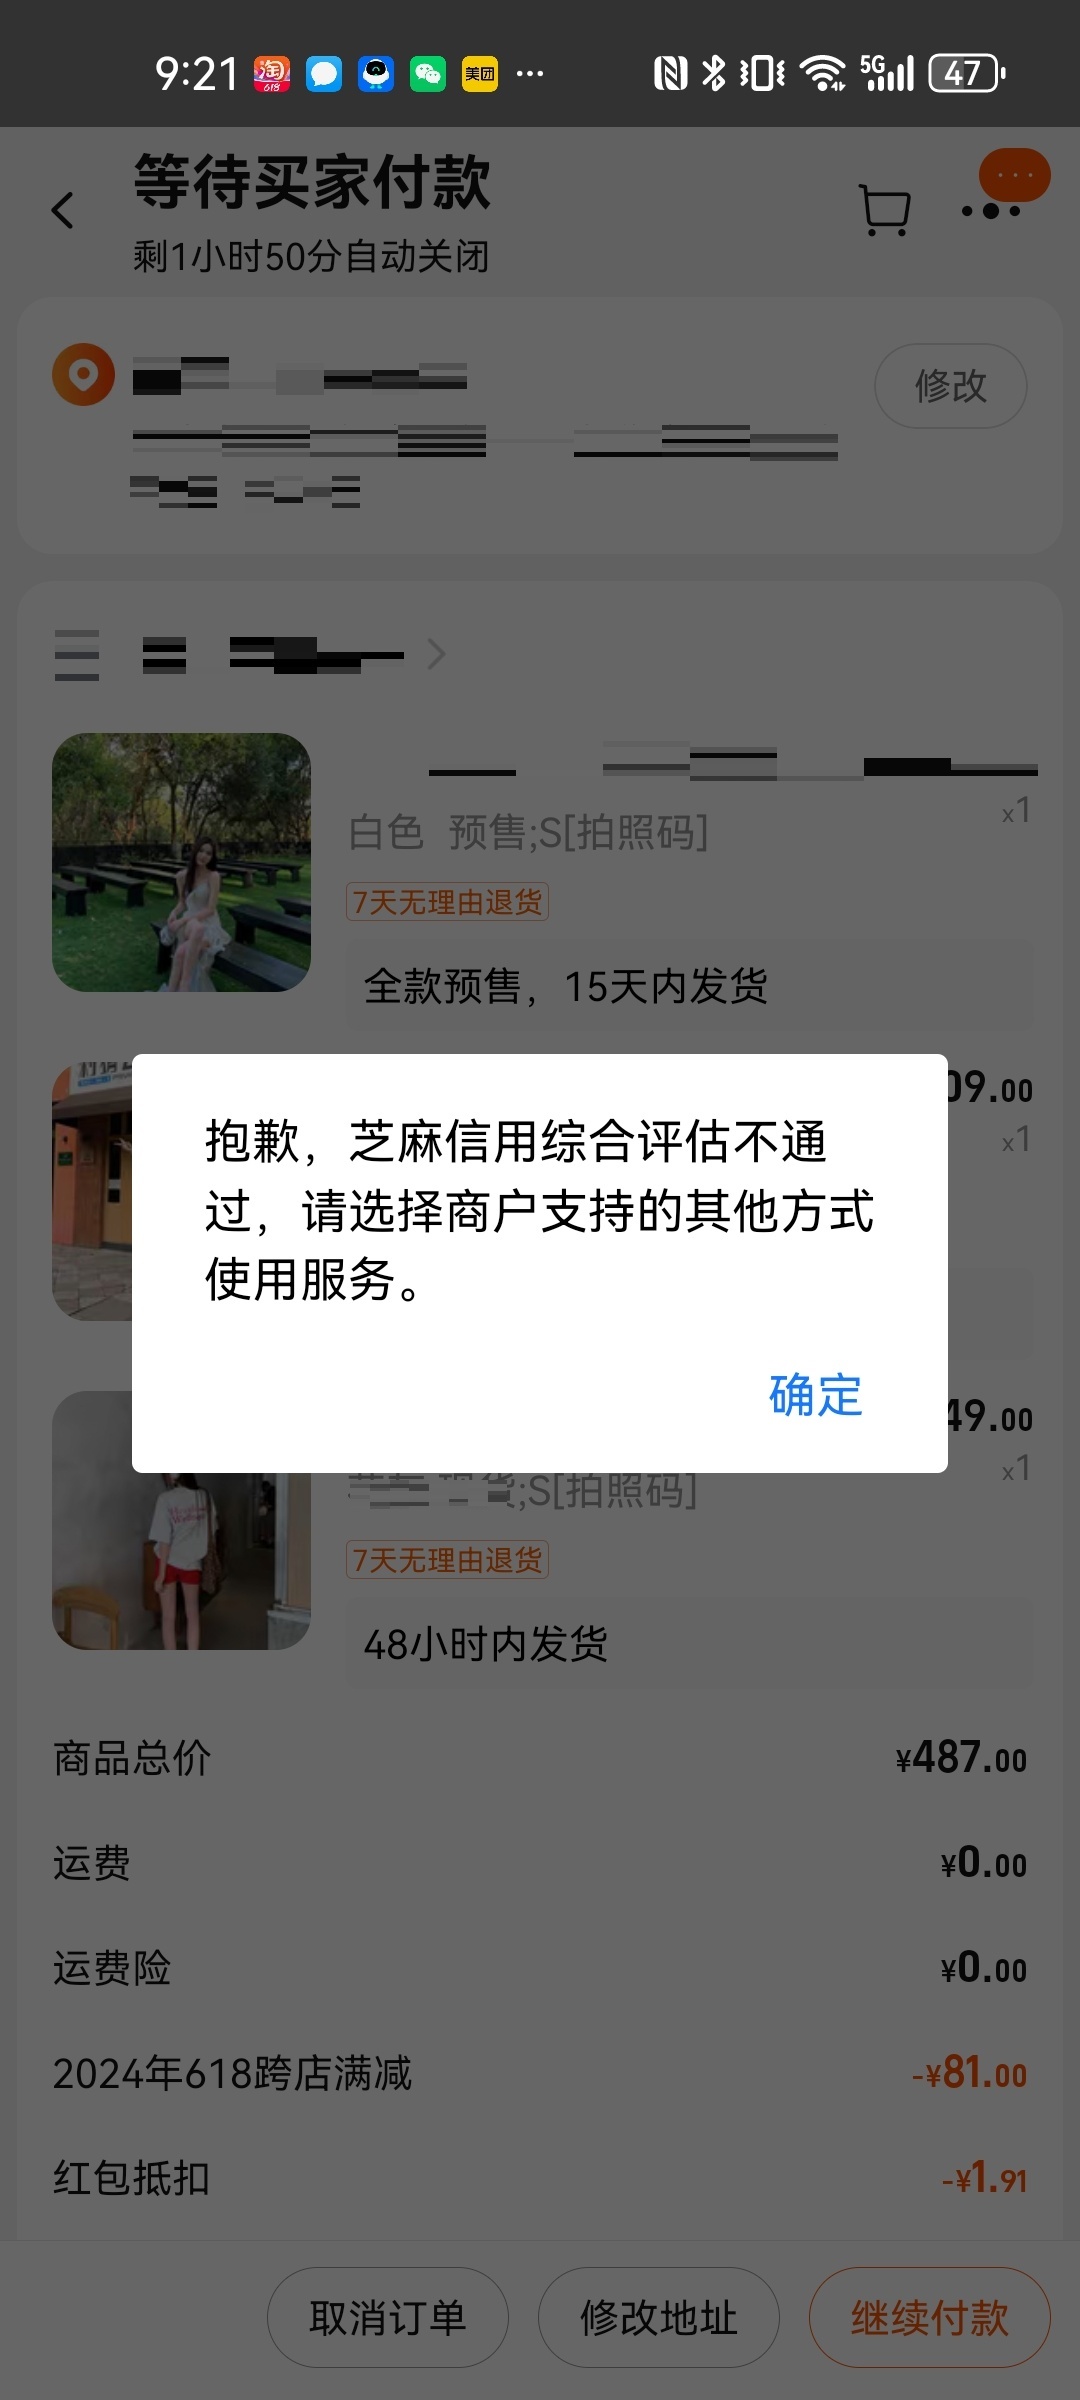 9:21
淘
618
美团
5G
47
等待买家付款
剩1小时50分自动关闭
修改
白色 预售;S[拍照码]
x1
7天无理由退货
全款预售，15天内发货
09.00
x1
抱歉，芝麻信用综合评估不通
过，请选择商户支持的其他方式
使用服务。
确定
49.00
x1
;S[拍照码]
7天无理由退货
48小时内发货
商品总价
¥487.00
运费
¥0.00
运费险
¥0.00
2024年618跨店满减
-¥81.00
红包抵扣
-¥1.91
取消订单
修改地址
继续付款